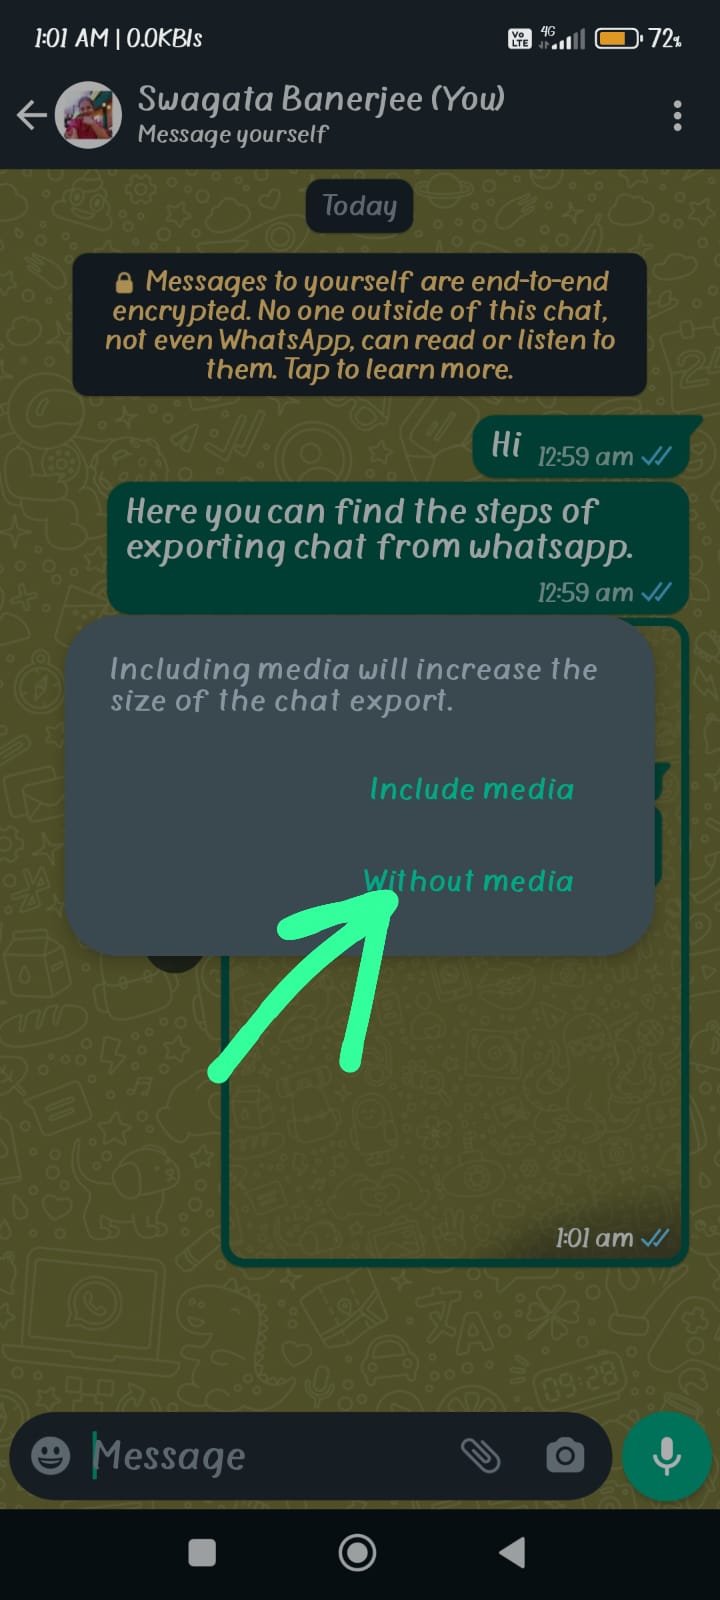 1:01 AM | 0.0KB/s
Vo LTE 4G 72%
Swagata Banerjee (You)
Message yourself
Today
Messages to yourself are end-to-end
encrypted. No one outside of this chat,
not even WhatsApp, can read or listen to
them. Tap to learn more.
Hi 12:59 am
Here you can find the steps of
exporting chat from whatsapp.
12:59 am
Including media will increase the
size of the chat export.
Include media
Without media
1:01 am
Message